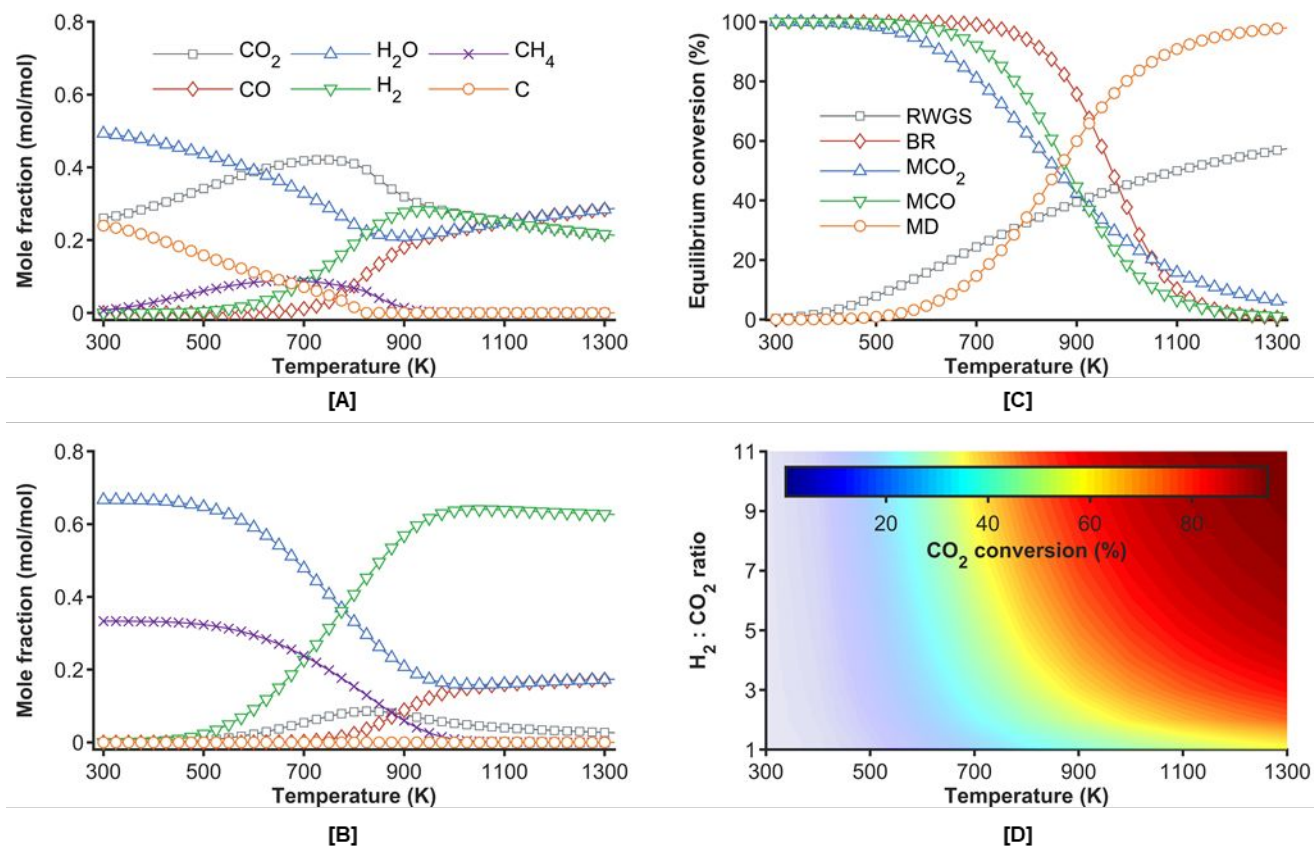 0.8
0.6
0.4
0.2
0
Mole fraction (mol/mol)
CO2 H2O CH4
CO H2 C
300 500 700 900 1100 1300
Temperature (K)
[A]
100
80
60
40
20
0
Equilibrium conversion (%)
RWGS
BR
MCO2
MCO
MD
300 500 700 900 1100 1300
Temperature (K)
[C]
0.8
0.6
0.4
0.2
0
Mole fraction (mol/mol)
300 500 700 900 1100 1300
Temperature (K)
[B]
11
9
7
5
3
1
H2 : CO2 ratio
20 40 60 80
CO2 conversion (%)
300 500 700 900 1100 1300
Temperature (K)
[D]